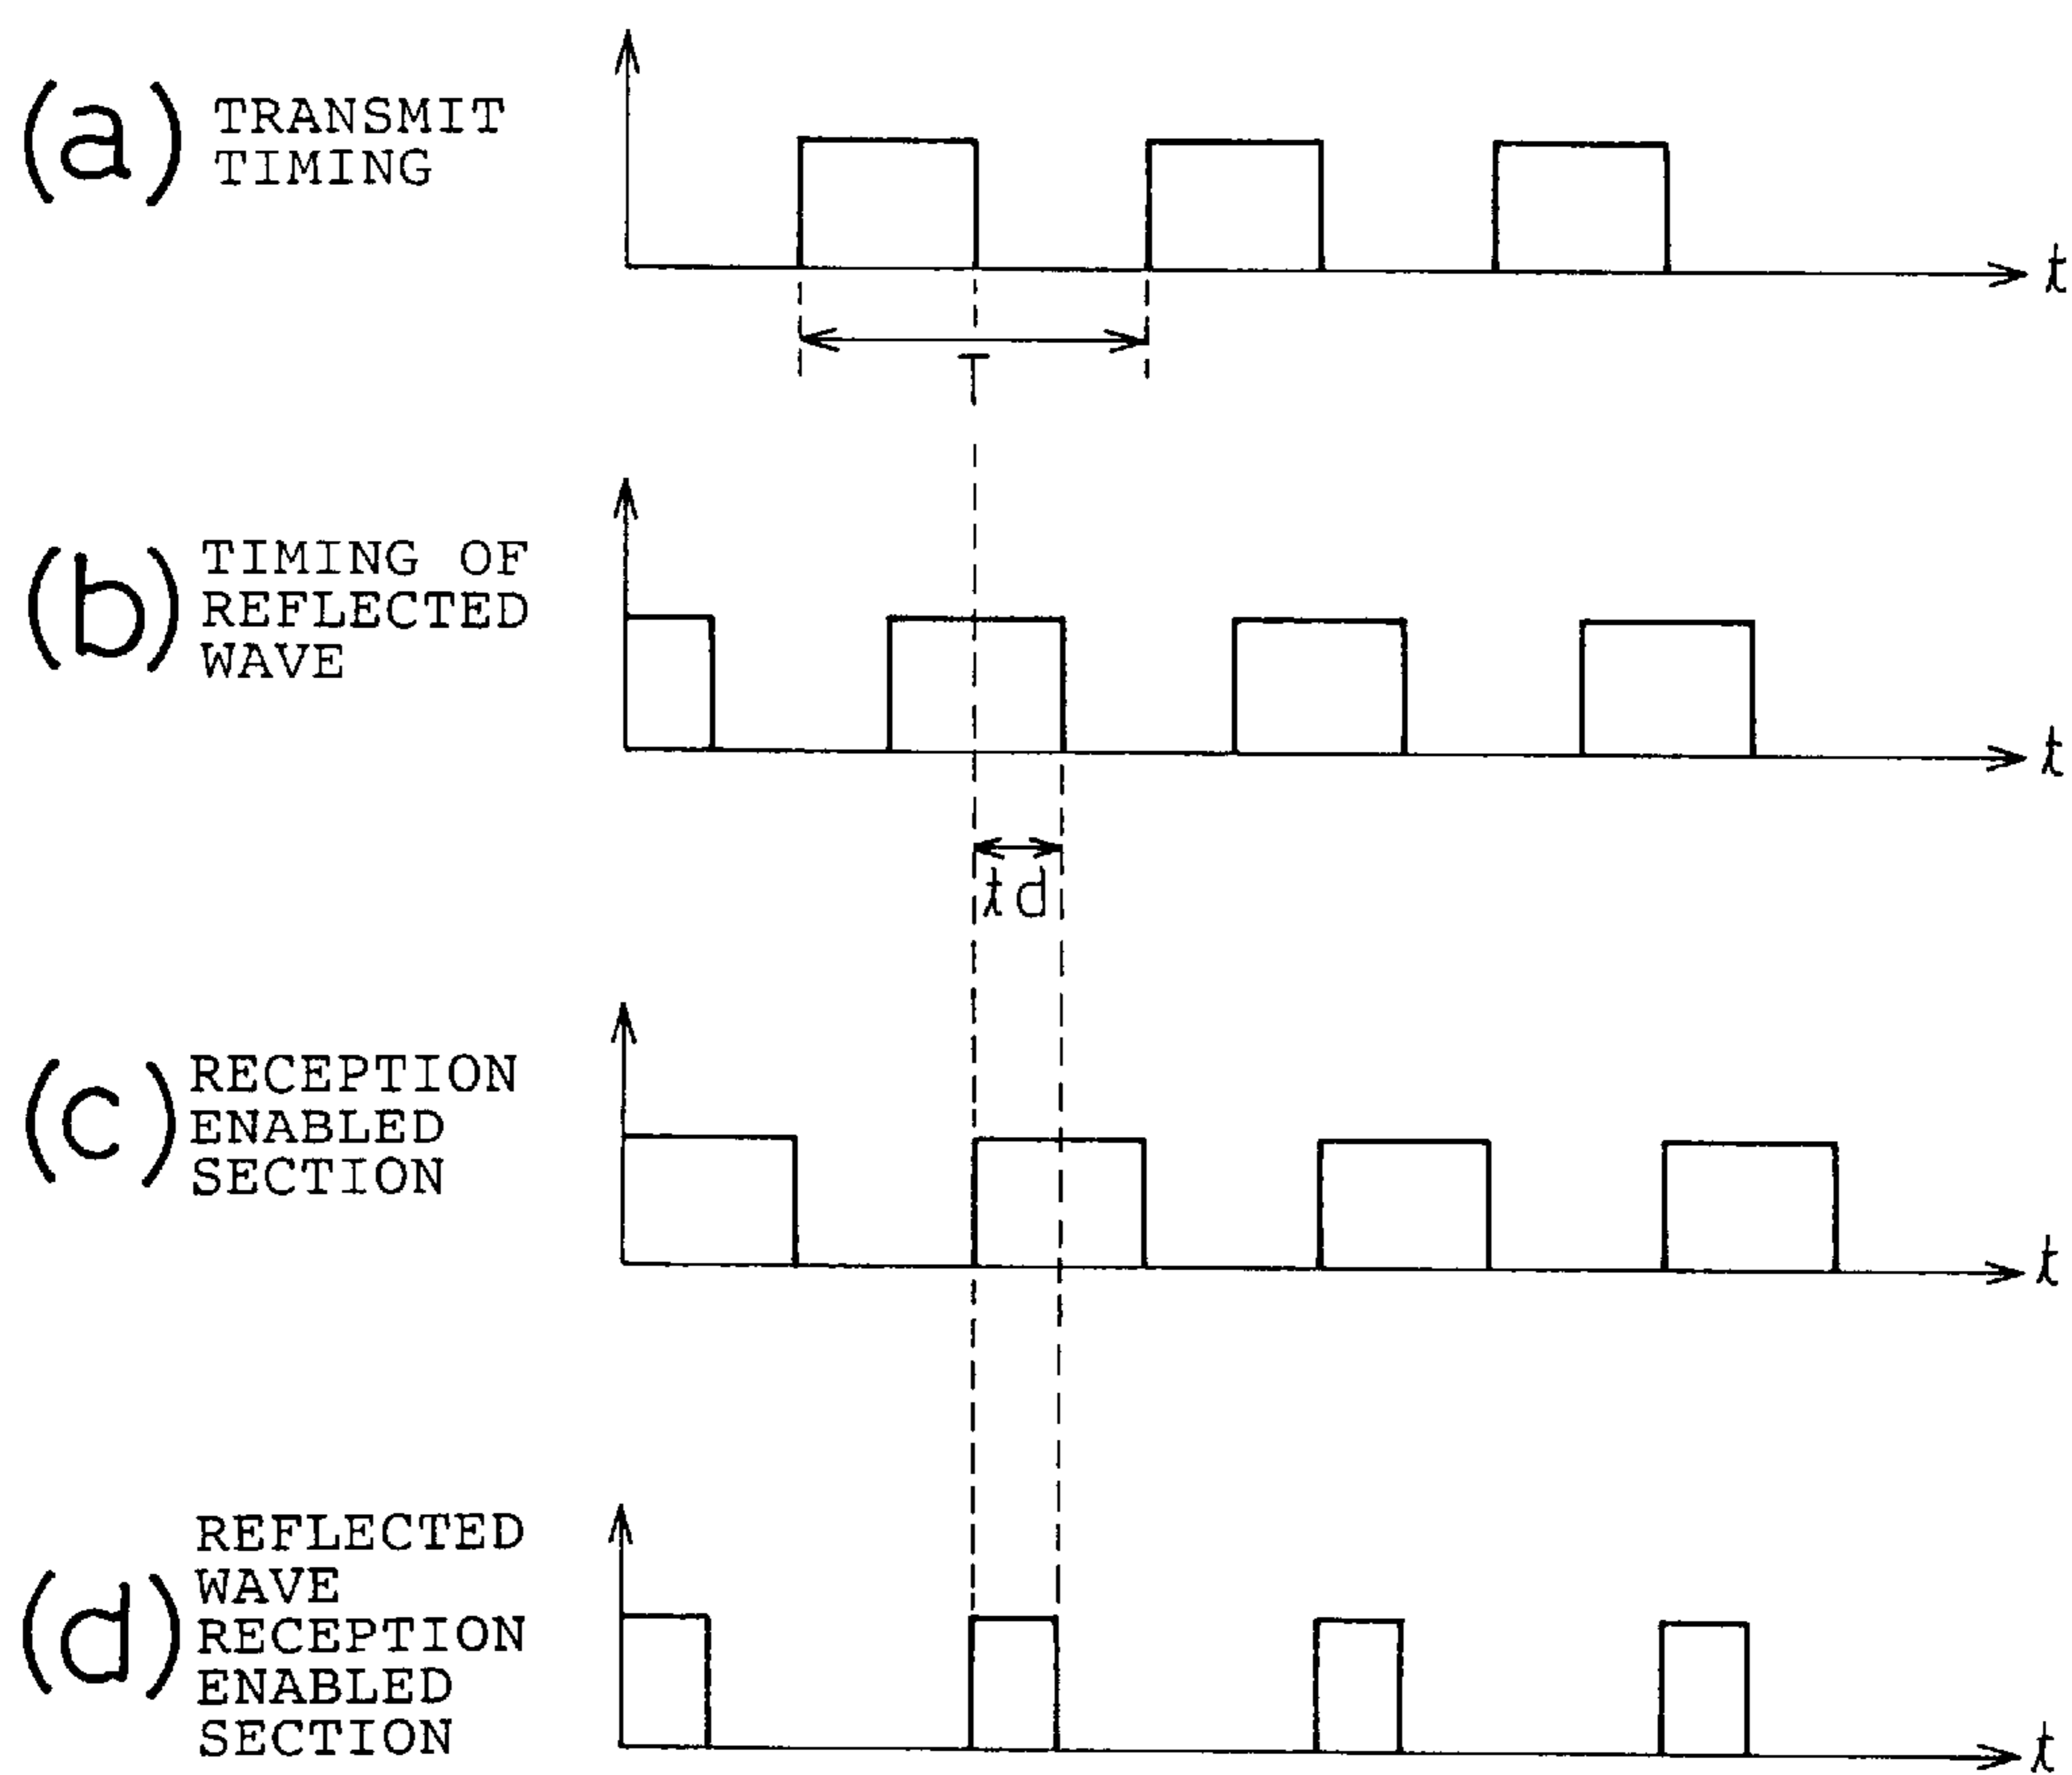 (a) TRANSMIT
TIMING
t
T
(b) TIMING OF
REFLECTED
WAVE
t
td
(c) RECEPTION
ENABLED
SECTION
t
(d) REFLECTED
WAVE
RECEPTION
ENABLED
SECTION
t